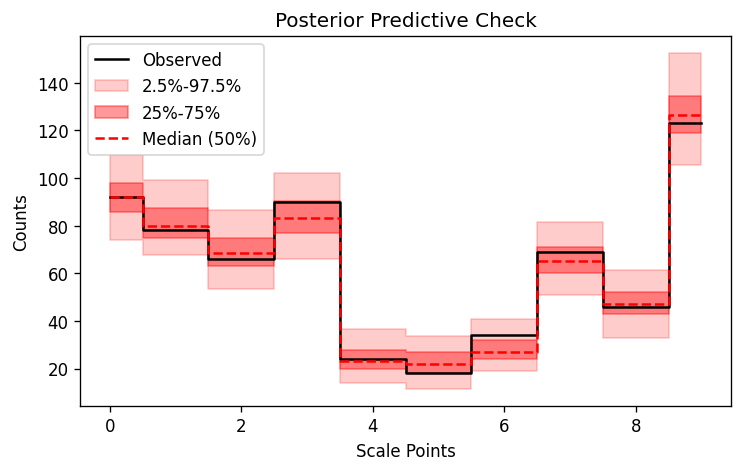 Posterior Predictive Check
Observed
2.5%-97.5%
25%-75%
Median (50%)
Counts
140
120
100
80
60
40
20
0 2 4 6 8
Scale Points